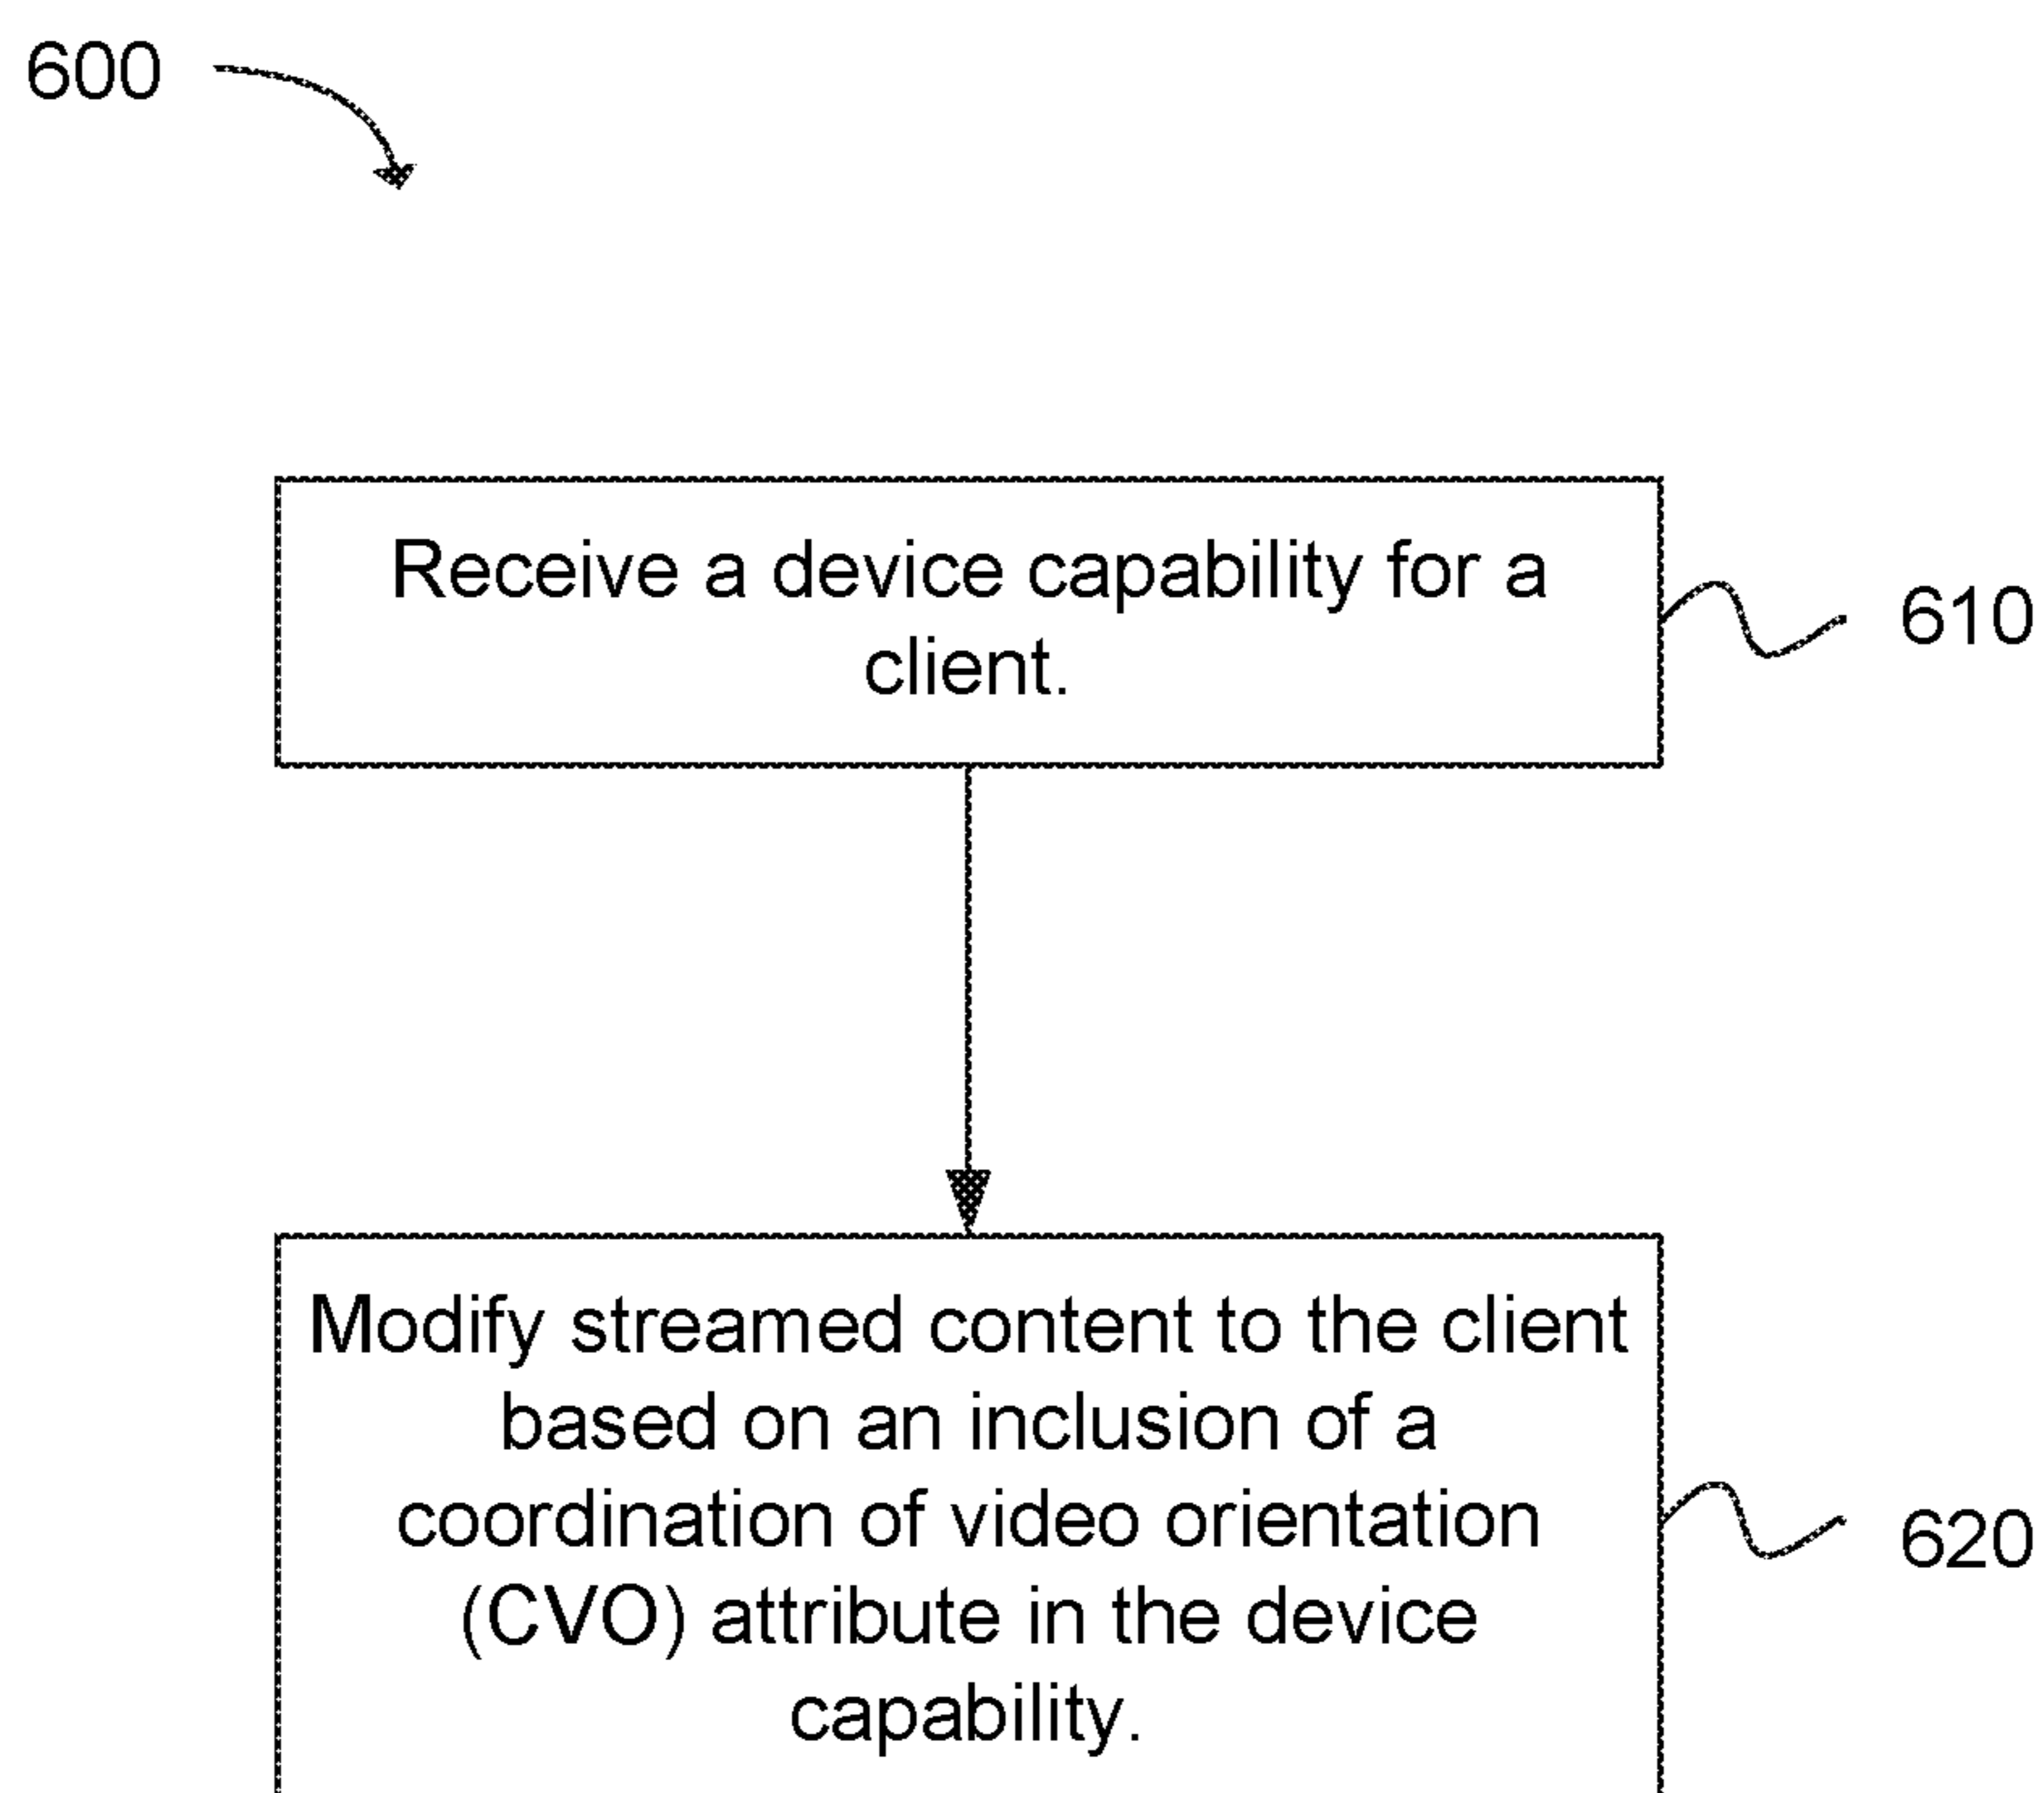 600
Receive a device capability for a
client.
610
Modify streamed content to the client
based on an inclusion of a
coordination of video orientation
(CVO) attribute in the device
capability.
620